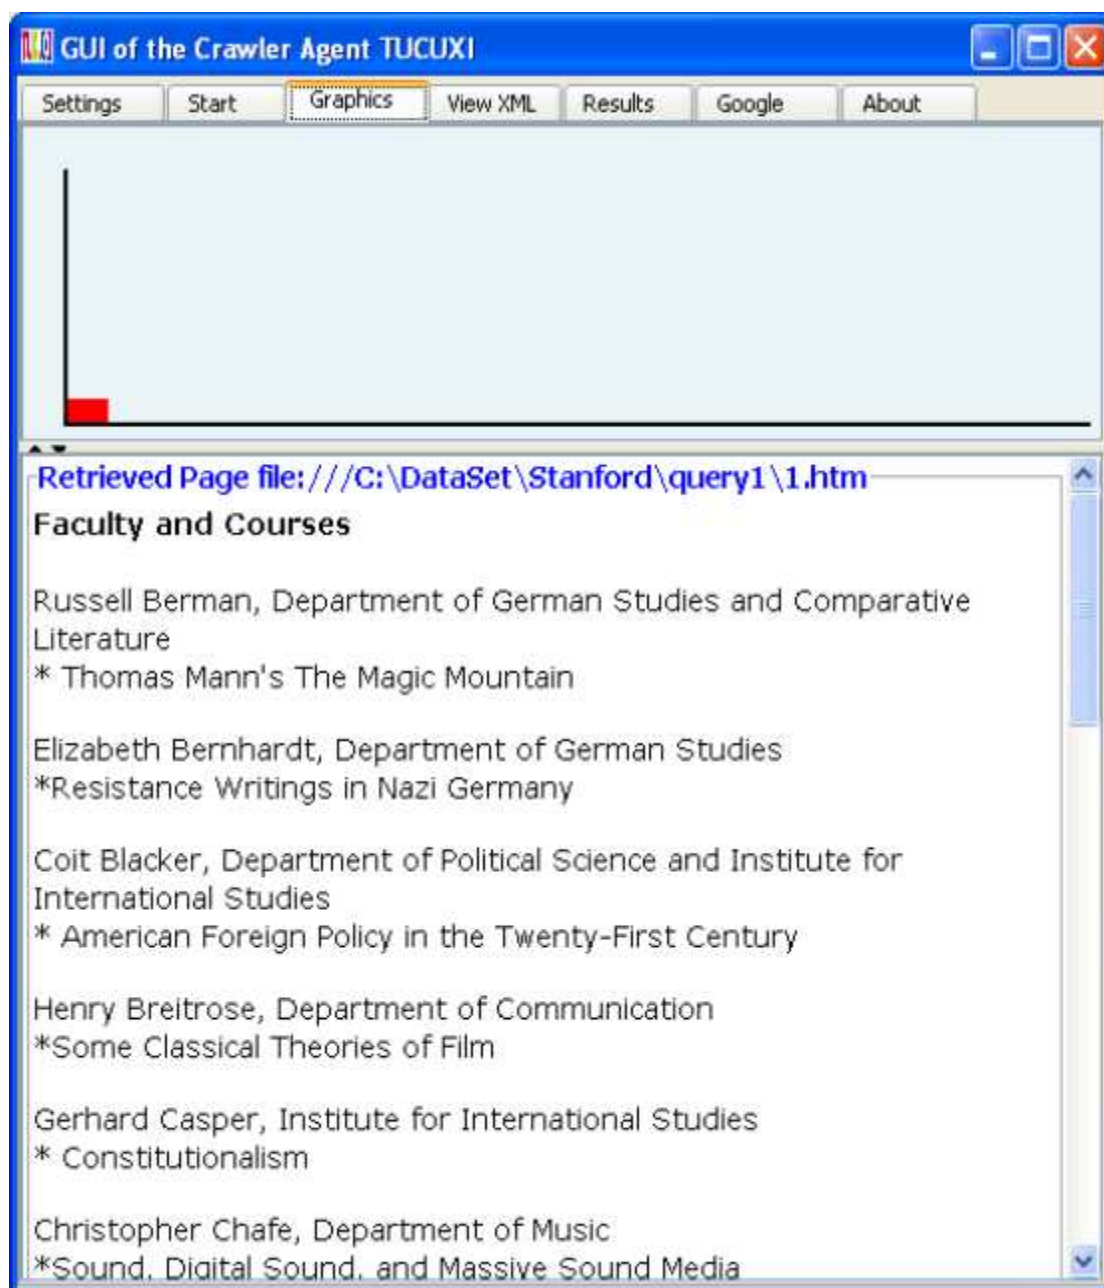 GUI of the Crawler Agent TUCUXI
Settings Start Graphics View XML Results Google About
Retrieved Page file:///C:\DataSet\Stanford\query1\1.htm
Faculty and Courses
Russell Berman, Department of German Studies and Comparative
Literature
* Thomas Mann's The Magic Mountain
Elizabeth Bernhardt, Department of German Studies
*Resistance Writings in Nazi Germany
Coit Blacker, Department of Political Science and Institute for
International Studies
* American Foreign Policy in the Twenty-First Century
Henry Breitrose, Department of Communication
*Some Classical Theories of Film
Gerhard Casper, Institute for International Studies
* Constitutionalism
Christopher Chafe, Department of Music
*Sound, Digital Sound, and Massive Sound Media